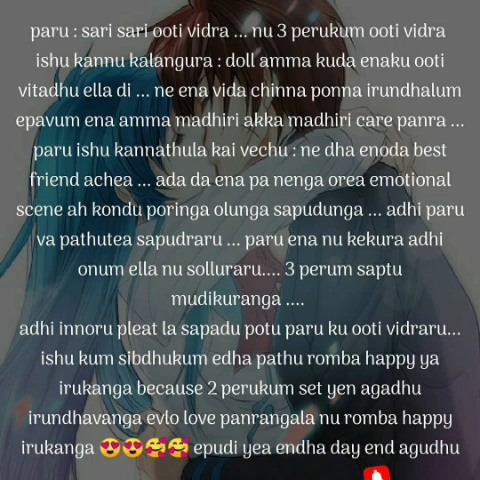 paru : sari sari ooti vidra ... nu 3 perukum ooti vidra
ishu kannu kalangura : doll amma kuda enaku ooti
vitadhu ella di ... ne ena vida chinna ponna irundhalum
epavum ena amma madhiri akka madhiri care panra ...
paru ishu kannathula kai vechu : ne dha enoda best
friend achea ... ada da ena pa nenga orea emotional
scene ah kondu poringa olunga sapudunga ... adhi paru
va pathutea sapudraru ... paru ena nu kekura adhi
onum ella nu solluraru.... 3 perum saptu
mudikuranga ....
adhi innoru pleat la sapadu potu paru ku ooti vidraru...
ishu kum sibdhukum edha pathu romba happy ya
irukanga because 2 perukum set yen agadhu
irundhavanga evlo love panrangala nu romba happy
irukanga 😍😍🥰🥰 epudi yea endha day end agudhu